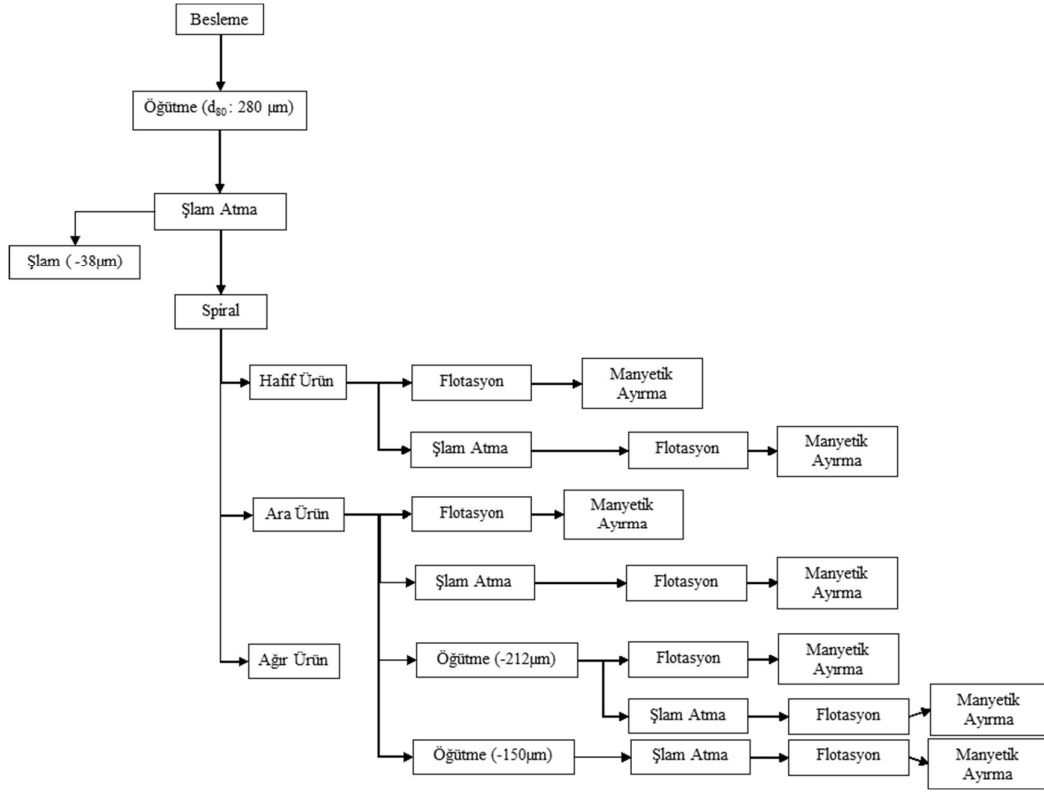 Besleme
Öğütme (d80 : 280 µm)
Şlam Atma
Şlam ( -38µm)
Spiral
Hafif Ürün
Flotasyon
Manyetik
Ayırma
Şlam Atma
Flotasyon
Manyetik
Ayırma
Ara Ürün
Flotasyon
Manyetik
Ayırma
Şlam Atma
Flotasyon
Manyetik
Ayırma
Ağır Ürün
Öğütme (-212µm)
Flotasyon
Manyetik
Ayırma
Şlam Atma
Flotasyon
Manyetik
Ayırma
Öğütme (-150µm)
Şlam Atma
Flotasyon
Manyetik
Ayırma